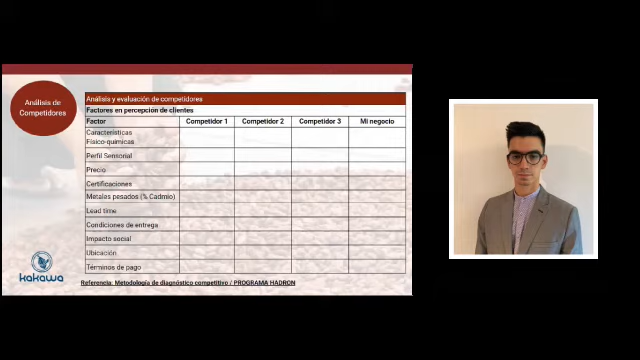 Análisis de
Competidores
Análisis y evaluación de competidores
Factores en percepción de clientes
Factor Competidor 1 Competidor 2 Competidor 3 Mi negocio
Características
Físico-químicas
Perfil Sensorial
Precio
Certificaciones
Metales pesados (% Cadmio)
Lead time
Condiciones de entrega
Impacto social
Ubicación
Términos de pago
kakawa
Referencia: Metodología de diagnóstico competitivo / PROGRAMA HADRON